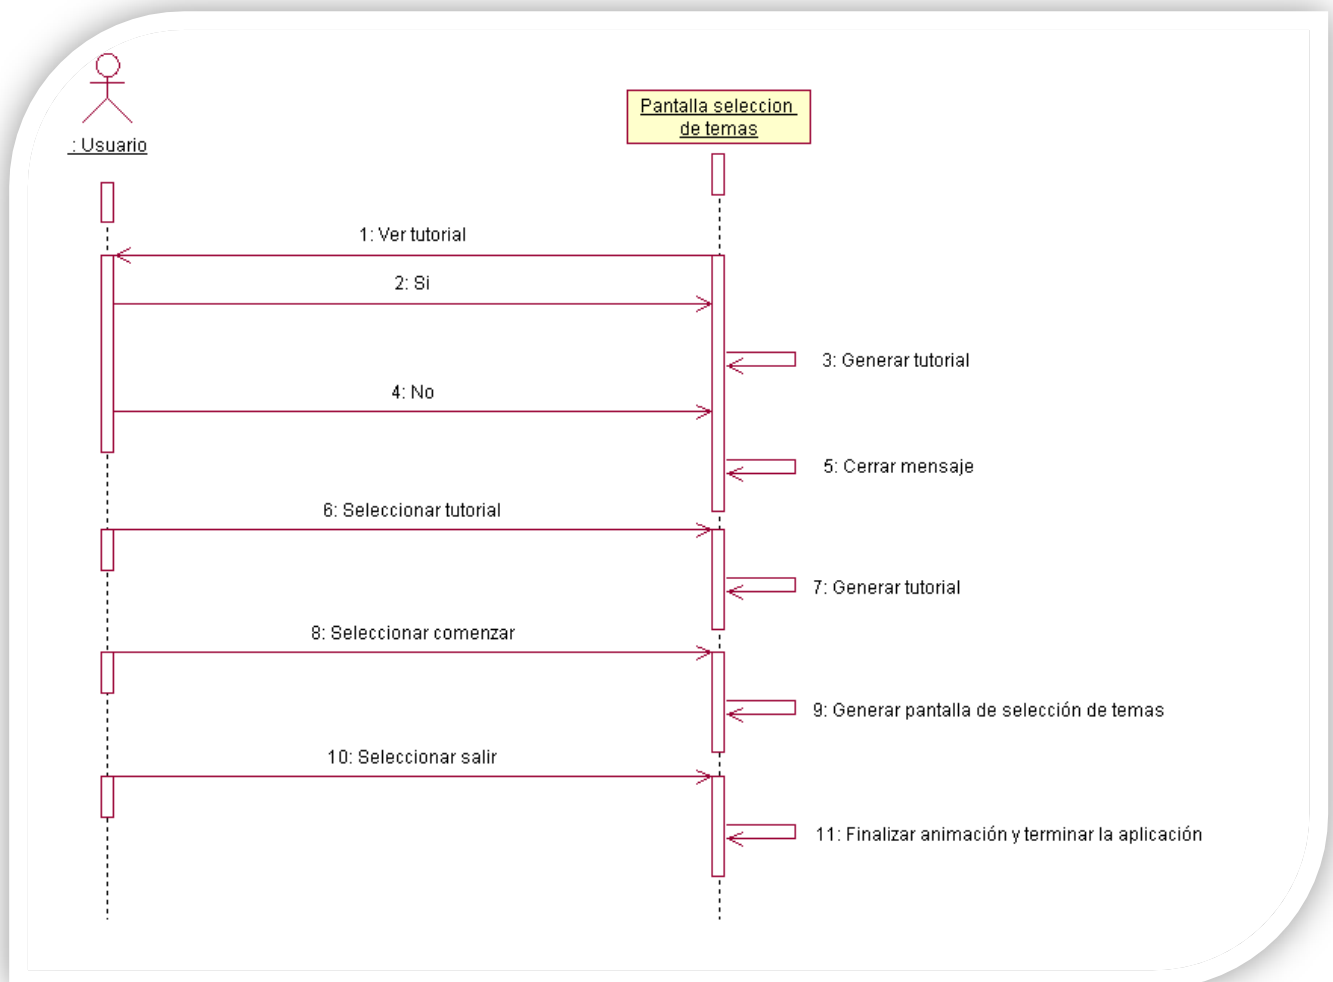 : Usuario
Pantalla seleccion
de temas
1: Ver tutorial
2: Si
3: Generar tutorial
4: No
5: Cerrar mensaje
6: Seleccionar tutorial
7: Generar tutorial
8: Seleccionar comenzar
9: Generar pantalla de selección de temas
10: Seleccionar salir
11: Finalizar animación y terminar la aplicación